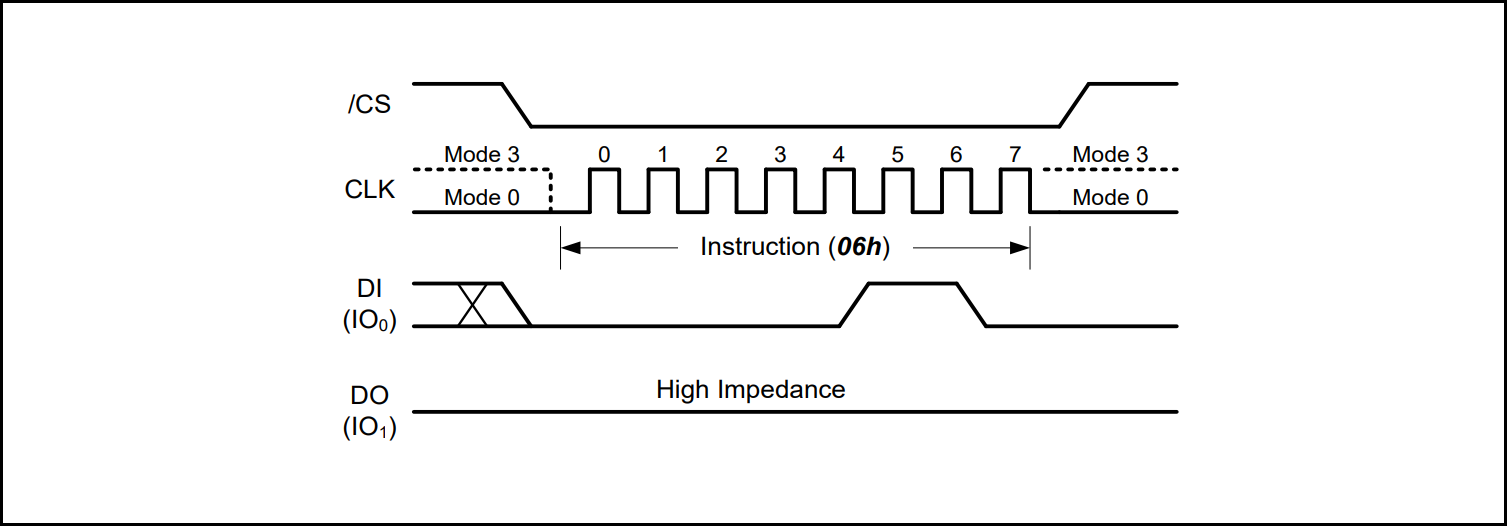 /CS
Mode 3 0 1 2 3 4 5 6 7 Mode 3
CLK
Mode 0 Mode 0
Instruction (06h)
DI
(IO₀)
High Impedance
DO
(IO₁)